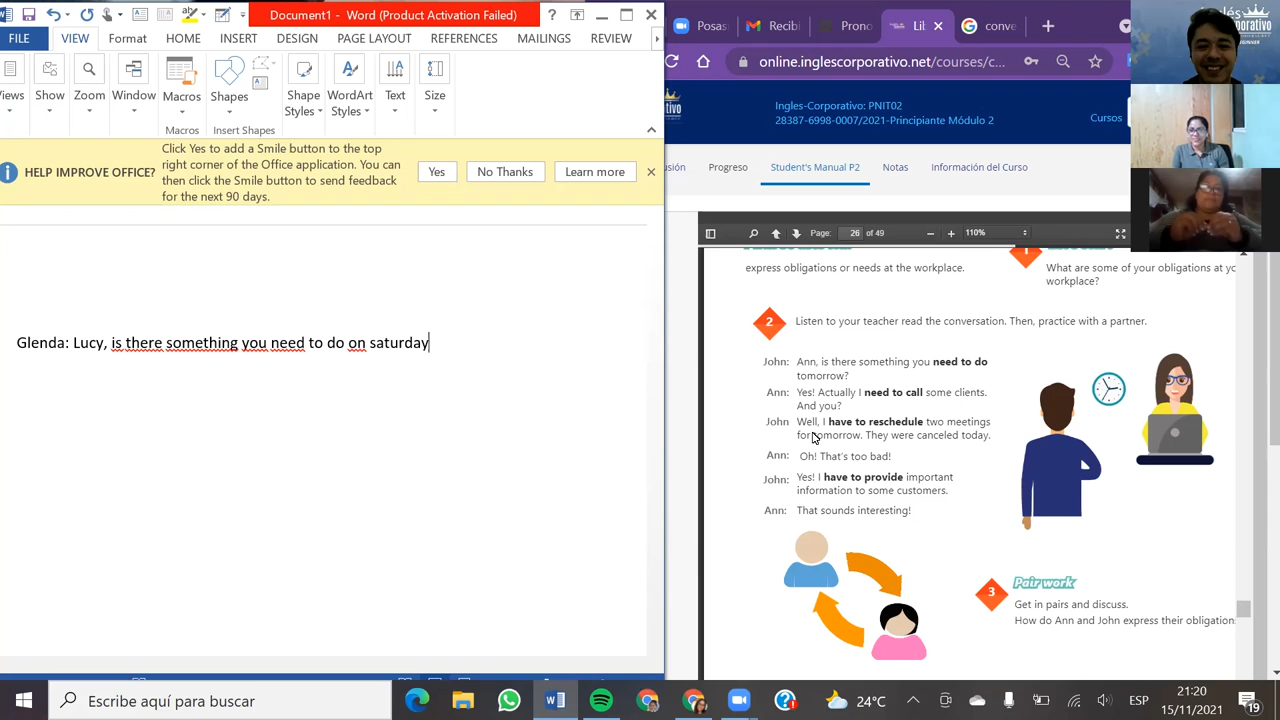 Document1 - Word (Product Activation Failed)
FILE
VIEW
Format
HOME
INSERT
DESIGN
PAGE LAYOUT
REFERENCES
MAILINGS
REVIEW
Show
Zoom
Window
Macros
Shapes
Shape Styles
WordArt Styles
Text
Size
Macros
Insert Shapes
HELP IMPROVE OFFICE?
Click Yes to add a Smile button to the top
right corner of the Office application. You can
then click the Smile button to send feedback
for the next 90 days.
Yes
No Thanks
Learn more
Glenda: Lucy, is there something you need to do on saturday
Posas
Recibi
Prono
conve
online.inglescorporativo.net/courses/c...
Ingles-Corporativo: PNIT02
28387-6998-0007/2021-Principiante Módulo 2
Cursos
Progreso
Student's Manual P2
Notas
Información del Curso
Page: 26 of 49
110%
express obligations or needs at the workplace.
What are some of your obligations at
workplace?
2 Listen to your teacher read the conversation. Then, practice with a partner.
John: Ann, is there something you need to do
tomorrow?
Ann: Yes! Actually I need to call some clients.
And you?
John Well, I have to reschedule two meetings
for tomorrow. They were canceled today.
Ann: Oh! That's too bad!
John: Yes! I have to provide important
information to some customers.
Ann: That sounds interesting!
3 Pair work
Get in pairs and discuss.
How do Ann and John express their obligation
Escribe aquí para buscar
24°C
ESP
21:20
15/11/2021
19